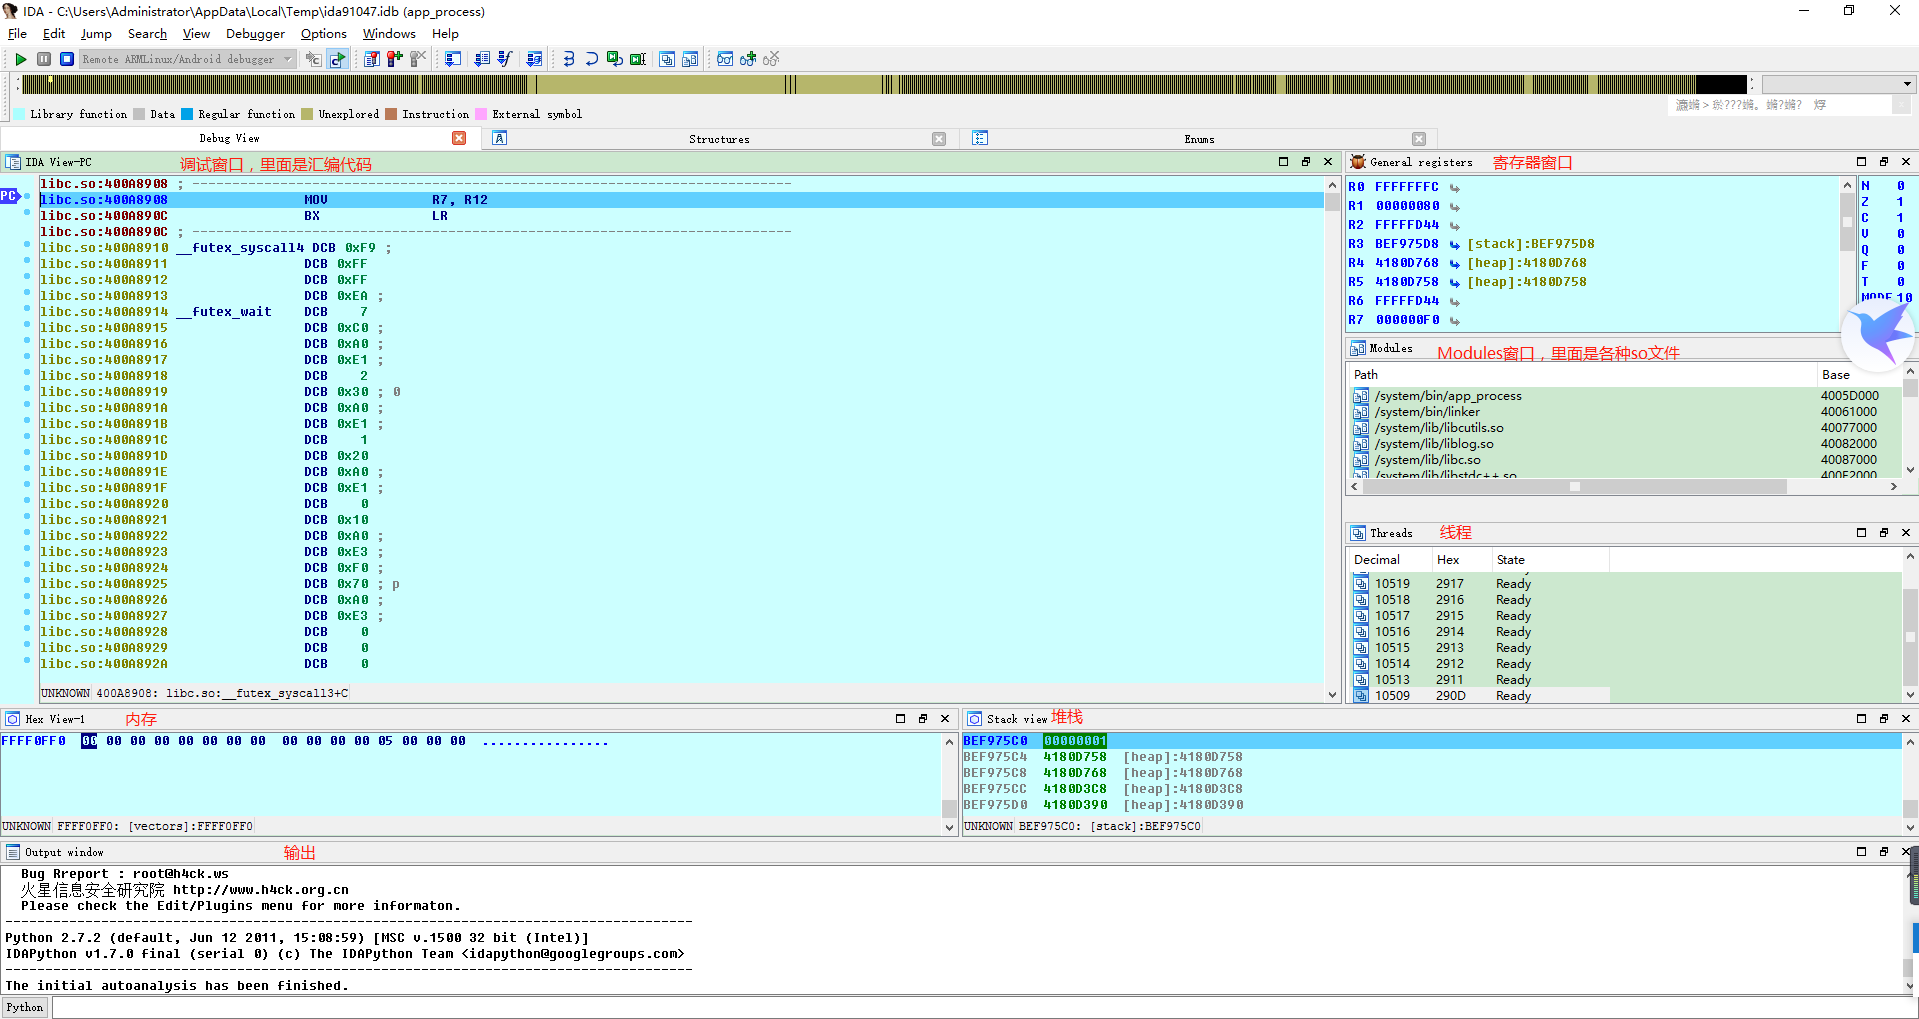 IDA - C:\Users\Administrator\AppData\Local\Temp\ida91047.idb (app_process)
File Edit Jump Search View Debugger Options Windows Help
Remote ARMLinux/Android debugger
Library function Data Regular function Unexplored Instruction External symbol
Debug View Structures Enums
IDA View-PC 调试窗口，里面是汇编代码
PC
libc.so:400A8908 ; ---------------------------------------------------------------------------
libc.so:400A8908 MOV R7, R12
libc.so:400A890C BX LR
libc.so:400A890C ; ---------------------------------------------------------------------------
libc.so:400A8910 __futex_syscall4 DCB 0xF9 ;
libc.so:400A8911 DCB 0xFF
libc.so:400A8912 DCB 0xFF
libc.so:400A8913 DCB 0xEA ;
libc.so:400A8914 __futex_wait DCB 7
libc.so:400A8915 DCB 0xC0 ;
libc.so:400A8916 DCB 0xA0 ;
libc.so:400A8917 DCB 0xE1 ;
libc.so:400A8918 DCB 2
libc.so:400A8919 DCB 0x30 ; 0
libc.so:400A891A DCB 0xA0 ;
libc.so:400A891B DCB 0xE1 ;
libc.so:400A891C DCB 1
libc.so:400A891D DCB 0x20
libc.so:400A891E DCB 0xA0 ;
libc.so:400A891F DCB 0xE1 ;
libc.so:400A8920 DCB 0
libc.so:400A8921 DCB 0x10
libc.so:400A8922 DCB 0xA0 ;
libc.so:400A8923 DCB 0xE3 ;
libc.so:400A8924 DCB 0xF0 ;
libc.so:400A8925 DCB 0x70 ; p
libc.so:400A8926 DCB 0xA0 ;
libc.so:400A8927 DCB 0xE3 ;
libc.so:400A8928 DCB 0
libc.so:400A8929 DCB 0
libc.so:400A892A DCB 0
UNKNOWN 400A8908: libc.so:__futex_syscall3+C
General registers 寄存器窗口
R0 FFFFFFFC
R1 00000080
R2 FFFFFD44
R3 BEF975D8 [stack]:BEF975D8
R4 4180D768 [heap]:4180D768
R5 4180D758 [heap]:4180D758
R6 FFFFFD44
R7 000000F0
N 0
Z 1
C 1
V 0
Q 0
F 0
T 0
MODE 10
Modules Modules窗口，里面是各种so文件
Path Base
/system/bin/app_process 4005D000
/system/bin/linker 40061000
/system/lib/libcutils.so 40077000
/system/lib/liblog.so 40082000
/system/lib/libc.so 40087000
/system/lib/libstdc++.so 400E2000
Threads 线程
Decimal Hex State
10519 2917 Ready
10518 2916 Ready
10517 2915 Ready
10516 2914 Ready
10515 2913 Ready
10514 2912 Ready
10513 2911 Ready
10509 290D Ready
Hex View-1 内存
FFFF0FF0 00 00 00 00 00 00 00 00 00 00 00 00 05 00 00 00 ................
UNKNOWN FFFF0FF0: [vectors]:FFFF0FF0
Stack view 堆栈
BEF975C0 00000001
BEF975C4 4180D758 [heap]:4180D758
BEF975C8 4180D768 [heap]:4180D768
BEF975CC 4180D3C8 [heap]:4180D3C8
BEF975D0 4180D390 [heap]:4180D390
UNKNOWN BEF975C0: [stack]:BEF975C0
Output window 输出
Bug Rreport : root@h4ck.ws
火星信息安全研究院 http://www.h4ck.org.cn
Please check the Edit/Plugins menu for more informaton.
--------------------------------------------------------------------------------------
Python 2.7.2 (default, Jun 12 2011, 15:08:59) [MSC v.1500 32 bit (Intel)]
IDAPython v1.7.0 final (serial 0) (c) The IDAPython Team <idapython@googlegroups.com>
--------------------------------------------------------------------------------------
The initial autoanalysis has been finished.
Python